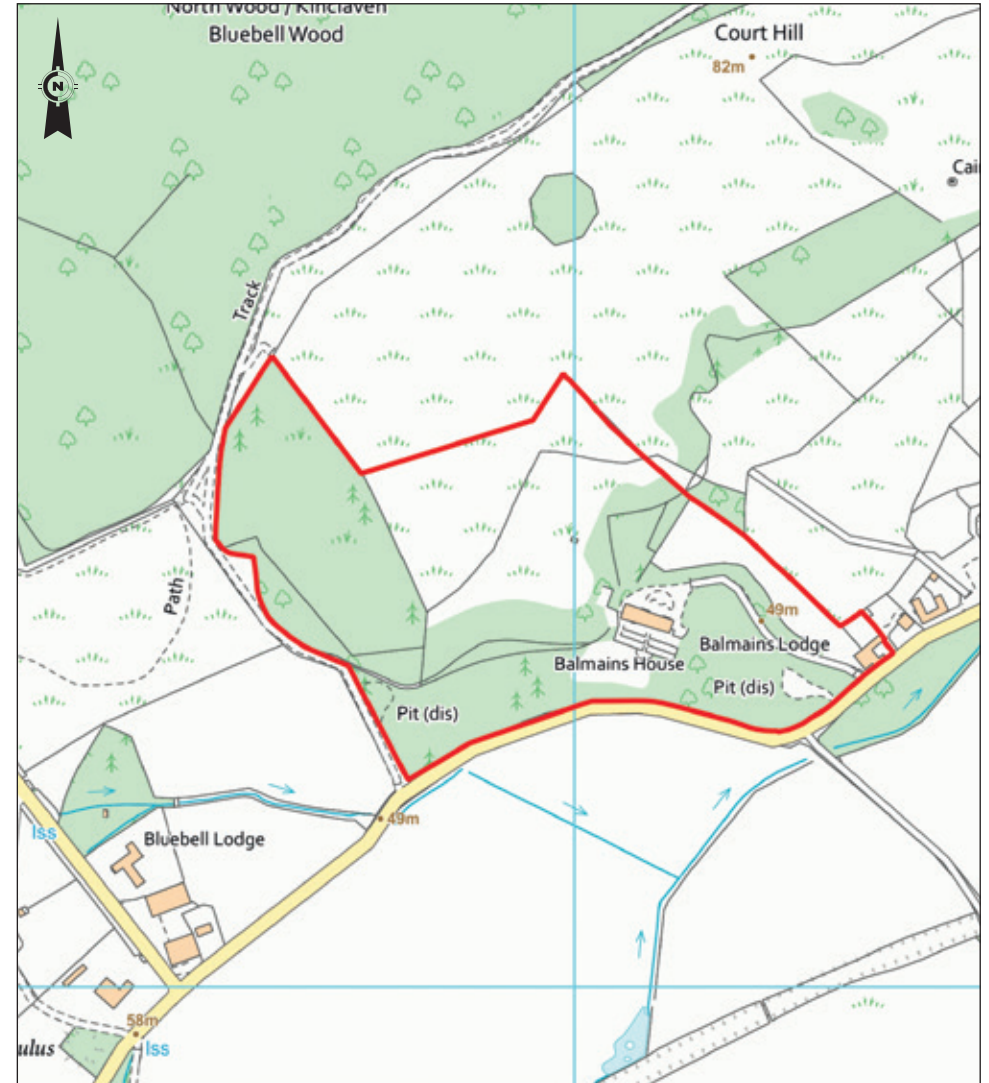 North Wood / Kinclaven
Bluebell Wood
Court Hill
82m
N
Cai
Track
Path
49m
Balmains Lodge
Balmains House
Pit (dis)
Pit (dis)
49m
Bluebell Lodge
Iss
58m
ulus
Iss